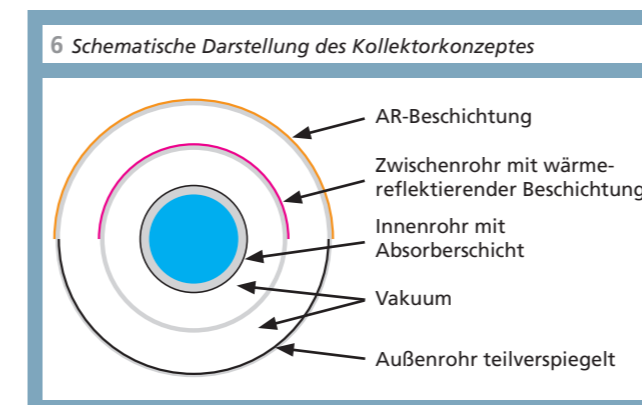 6 Schematische Darstellung des Kollektorkonzeptes
AR-Beschichtung
Zwischenrohr mit wärme-
reflektierender Beschichtung
Innenrohr mit
Absorberschicht
Vakuum
Außenrohr teilverspiegelt